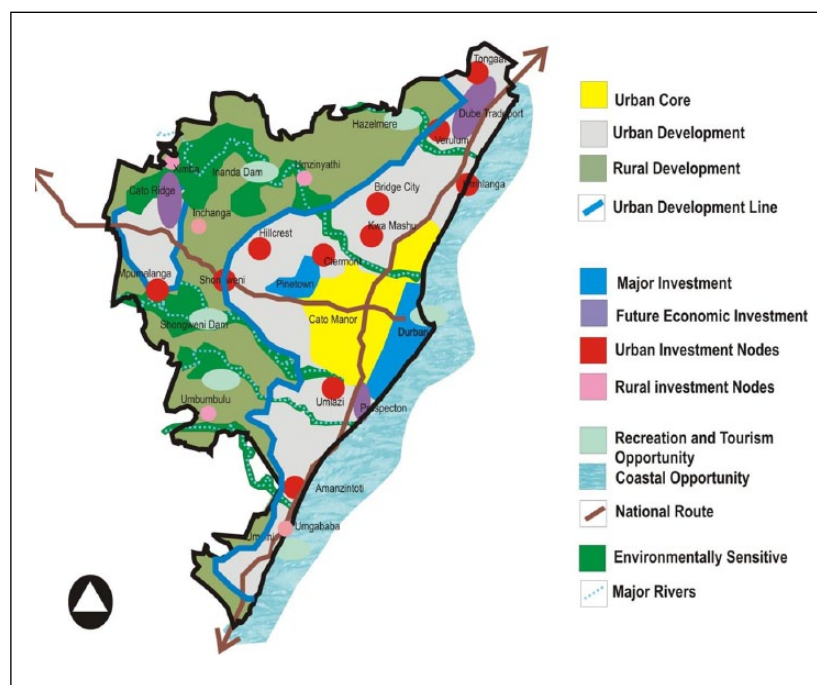 Tongaat
Dube Tradeport
Hazelmere
Verulum
Ximba
Inanda Dam
Umzinyathi
Cato Ridge
Bridge City
Inchanga
Kwa Mashu
Hillcrest
Clermont
Mpumalanga
Shongweni
Pinetown
Shongweni Dam
Cato Manor
Durban
Umbumbulu
Umlazi
Prospecton
Amanzintoti
Umgababa
Urban Core
Urban Development
Rural Development
Urban Development Line
Major Investment
Future Economic Investment
Urban Investment Nodes
Rural investment Nodes
Recreation and Tourism
Opportunity
Coastal Opportunity
National Route
Environmentally Sensitive
Major Rivers